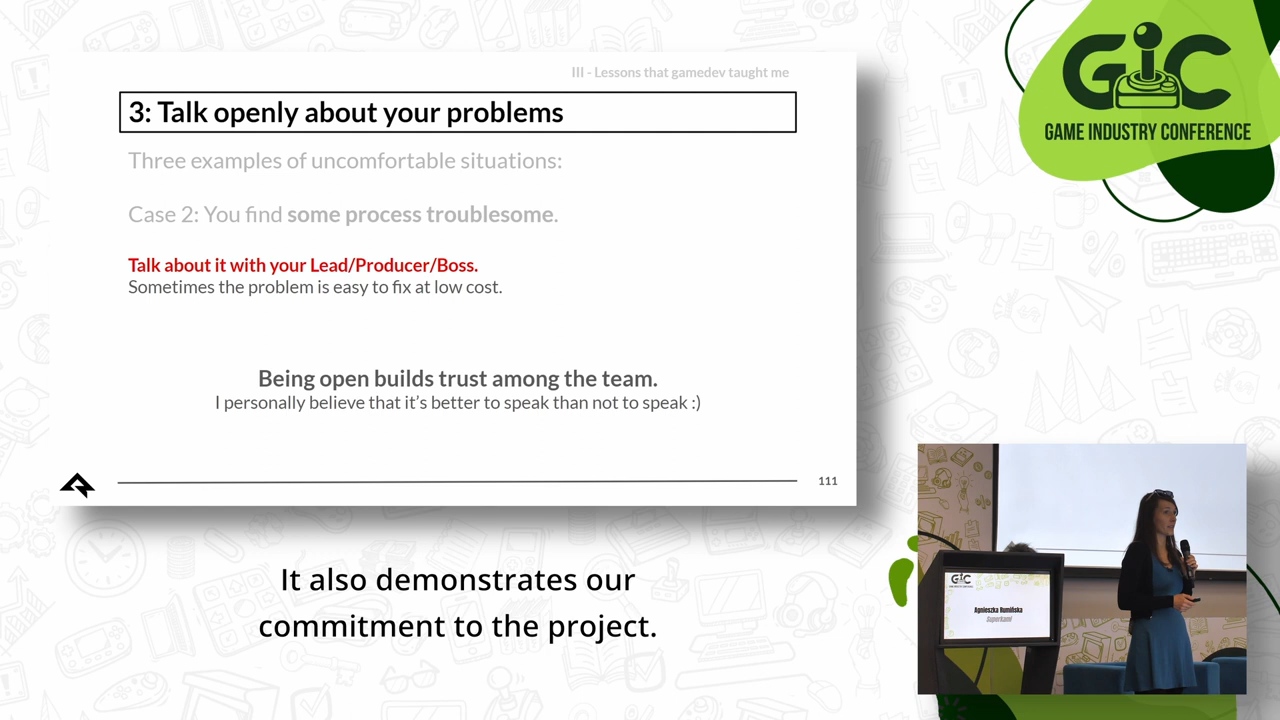 III - Lessons that gamedev taught me
3: Talk openly about your problems
Three examples of uncomfortable situations:
Case 2: You find some process troublesome.
Talk about it with your Lead/Producer/Boss.
Sometimes the problem is easy to fix at low cost.
Being open builds trust among the team.
I personally believe that it's better to speak than not to speak :)
111
It also demonstrates our
commitment to the project.
GIC
GAME INDUSTRY CONFERENCE
GIC
Agnieszka Rumińska
Superkami